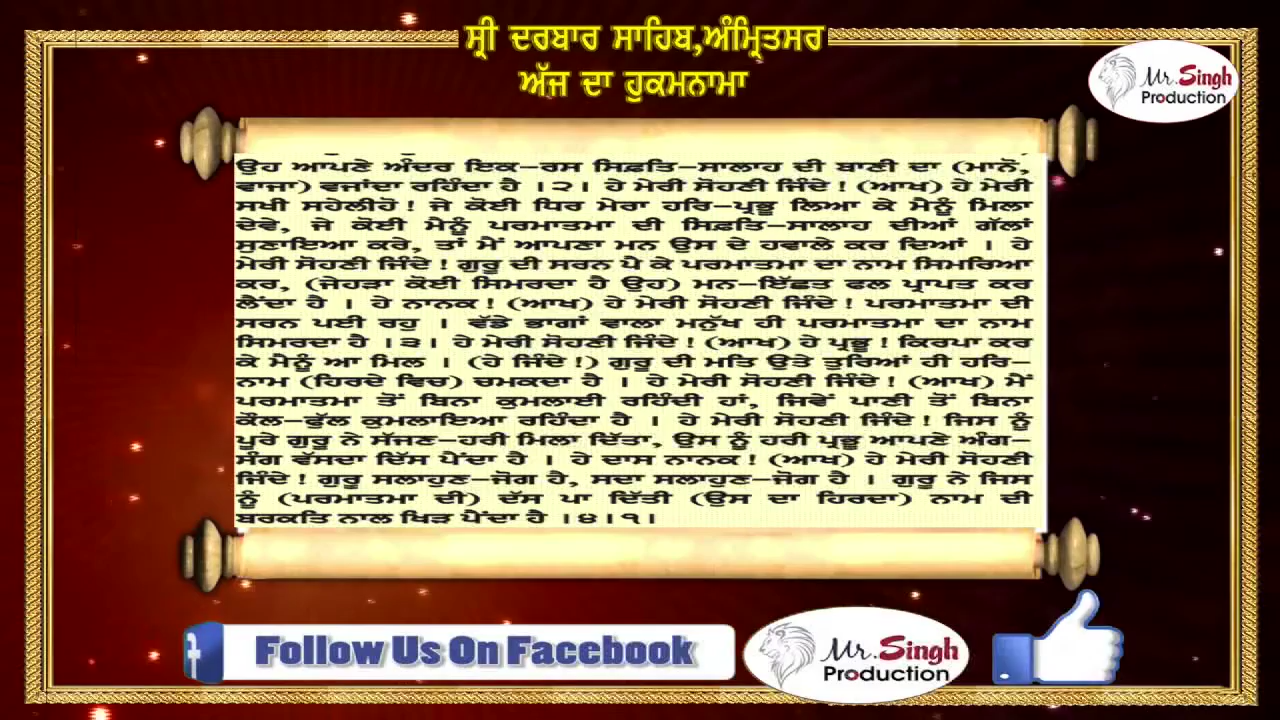 ਸ੍ਰੀ ਦਰਬਾਰ ਸਾਹਿਬ,ਅੰਮ੍ਰਿਤਸਰ
ਅੱਜ ਦਾ ਹੁਕਮਨਾਮਾ
Mr.Singh
Production
ਉਹ ਆਪਣੇ ਅੰਦਰ ਇਕ-ਰਸ ਸਿਫ਼ਤਿ-ਸਾਲਾਹ ਦੀ ਬਾਣੀ ਦਾ (ਮਾਨੋ,
ਵਾਜਾ) ਵਜਾਂਦਾ ਰਹਿੰਦਾ ਹੈ ।੨। ਹੇ ਮੇਰੀ ਸੋਹਣੀ ਜਿੰਦੇ! (ਆਖ) ਹੇ ਮੇਰੀ
ਸਖੀ ਸਹੇਲੀਹੋ! ਜੇ ਕੋਈ ਧਿਰ ਮੇਰਾ ਹਰਿ-ਪ੍ਰਭੂ ਲਿਆ ਕੇ ਮੈਨੂੰ ਮਿਲਾ
ਦੇਵੇ, ਜੇ ਕੋਈ ਮੈਨੂੰ ਪਰਮਾਤਮਾ ਦੀ ਸਿਫ਼ਤਿ-ਸਾਲਾਹ ਦੀਆਂ ਗੱਲਾਂ
ਸੁਣਾਇਆ ਕਰੇ, ਤਾਂ ਮੈਂ ਆਪਣਾ ਮਨ ਉਸ ਦੇ ਹਵਾਲੇ ਕਰ ਦਿਆਂ । ਹੇ
ਮੇਰੀ ਸੋਹਣੀ ਜਿੰਦੇ! ਗੁਰੂ ਦੀ ਸਰਨ ਪੈ ਕੇ ਪਰਮਾਤਮਾ ਦਾ ਨਾਮ ਸਿਮਰਿਆ
ਕਰ, (ਜੇਹੜਾ ਕੋਈ ਸਿਮਰਦਾ ਹੈ ਉਹ) ਮਨ-ਇੱਛਤ ਫਲ ਪ੍ਰਾਪਤ ਕਰ
ਲੈਂਦਾ ਹੈ । ਹੇ ਨਾਨਕ! (ਆਖ) ਹੇ ਮੇਰੀ ਸੋਹਣੀ ਜਿੰਦੇ! ਪਰਮਾਤਮਾ ਦੀ
ਸਰਨ ਪਈ ਰਹੁ । ਵੱਡੇ ਭਾਗਾਂ ਵਾਲਾ ਮਨੁੱਖ ਹੀ ਪਰਮਾਤਮਾ ਦਾ ਨਾਮ
ਸਿਮਰਦਾ ਹੈ ।੩। ਹੇ ਮੇਰੀ ਸੋਹਣੀ ਜਿੰਦੇ! (ਆਖ) ਹੇ ਪ੍ਰਭੂ! ਕਿਰਪਾ ਕਰ
ਕੇ ਮੈਨੂੰ ਆ ਮਿਲ । (ਹੇ ਜਿੰਦੇ!) ਗੁਰੂ ਦੀ ਮਤਿ ਉਤੇ ਤੁਰਿਆਂ ਹੀ ਹਰਿ-
ਨਾਮ (ਹਿਰਦੇ ਵਿਚ) ਚਮਕਦਾ ਹੈ । ਹੇ ਮੇਰੀ ਸੋਹਣੀ ਜਿੰਦੇ! (ਆਖ) ਮੈਂ
ਪਰਮਾਤਮਾ ਤੋਂ ਬਿਨਾ ਕੁਮਲਾਈ ਰਹਿੰਦੀ ਹਾਂ, ਜਿਵੇਂ ਪਾਣੀ ਤੋਂ ਬਿਨਾ
ਕੌਲ-ਫੁੱਲ ਕੁਮਲਾਇਆ ਰਹਿੰਦਾ ਹੈ । ਹੇ ਮੇਰੀ ਸੋਹਣੀ ਜਿੰਦੇ! ਜਿਸ ਨੂੰ
ਪੂਰੇ ਗੁਰੂ ਨੇ ਸੱਜਣ-ਹਰੀ ਮਿਲਾ ਦਿੱਤਾ, ਉਸ ਨੂੰ ਹਰੀ ਪ੍ਰਭੂ ਆਪਣੇ ਅੰਗ-
ਸੰਗ ਵੱਸਦਾ ਦਿੱਸ ਪੈਂਦਾ ਹੈ । ਹੇ ਦਾਸ ਨਾਨਕ! (ਆਖ) ਹੇ ਮੇਰੀ ਸੋਹਣੀ
ਜਿੰਦੇ! ਗੁਰੂ ਸਲਾਹੁਣ-ਜੋਗ ਹੈ, ਸਦਾ ਸਲਾਹੁਣ-ਜੋਗ ਹੈ । ਗੁਰੂ ਨੇ ਜਿਸ
ਨੂੰ (ਪਰਮਾਤਮਾ ਦੀ) ਦੱਸ ਪਾ ਦਿੱਤੀ (ਉਸ ਦਾ ਹਿਰਦਾ) ਨਾਮ ਦੀ
ਬਰਕਤਿ ਨਾਲ ਖਿੜ ਪੈਂਦਾ ਹੈ ।੪।੧।
f Follow Us On Facebook
Mr.Singh
Production